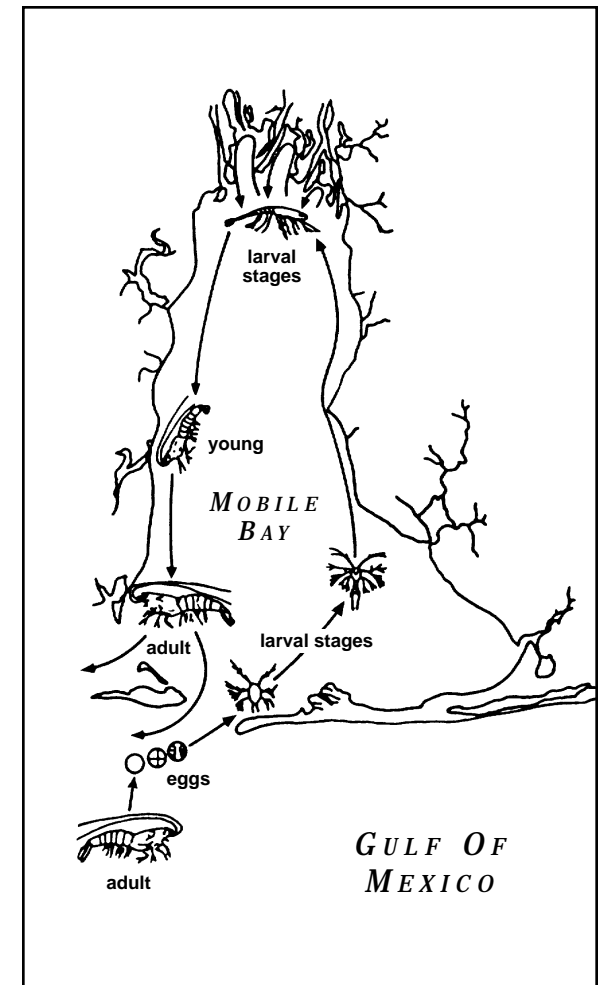 larval
stages
young
MOBILE
BAY
adult
larval stages
eggs
adult
GULF OF
MEXICO